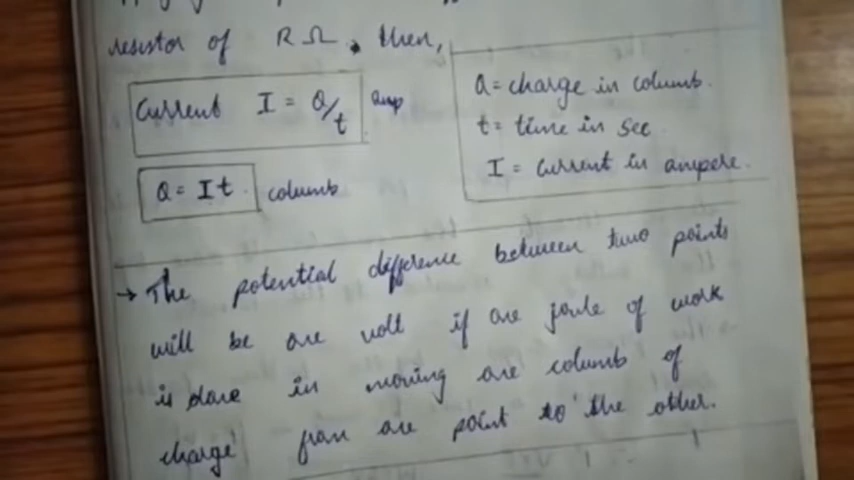 resistor of R Ω . then,
Current I = Q/t Amp
Q = It. columb
Q = charge in columb.
t = time in sec
I = current in ampere.
→ The potential difference between two points
will be one volt if one joule of work
is done in moving one columb of
charge from one point to the other.